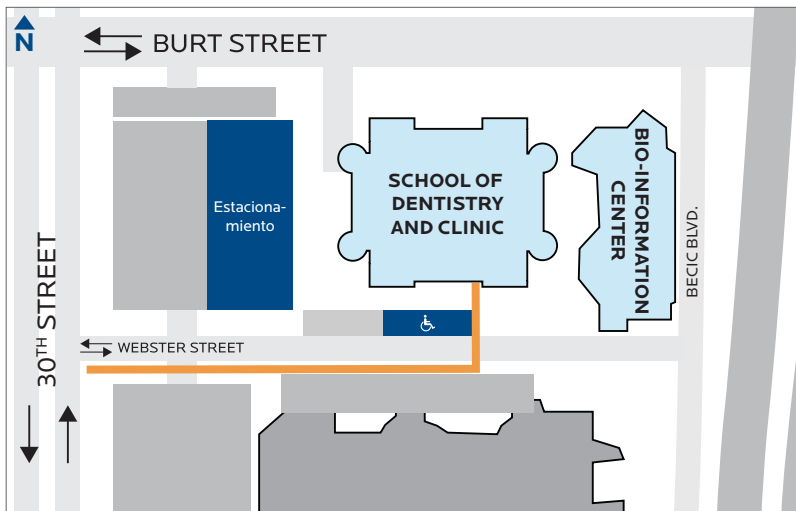 N
BURT STREET
SCHOOL OF
DENTISTRY
AND CLINIC
BIO-INFORMATION
CENTER
Estaciona-
miento
BECIC BLVD.
30TH STREET
WEBSTER STREET